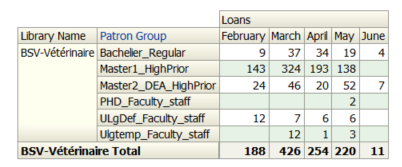 Loans
Library Name Patron Group February March April May June
BSV-Vétérinaire Bachelier_Regular 9 37 34 19 4
Master1_HighPrior 143 324 193 138
Master2_DEA_HighPrior 24 46 20 52 7
PHD_Faculty_staff 2
ULgDef_Faculty_staff 12 7 6 6
Ulgtemp_Faculty_staff 12 1 3
BSV-Vétérinaire Total 188 426 254 220 11